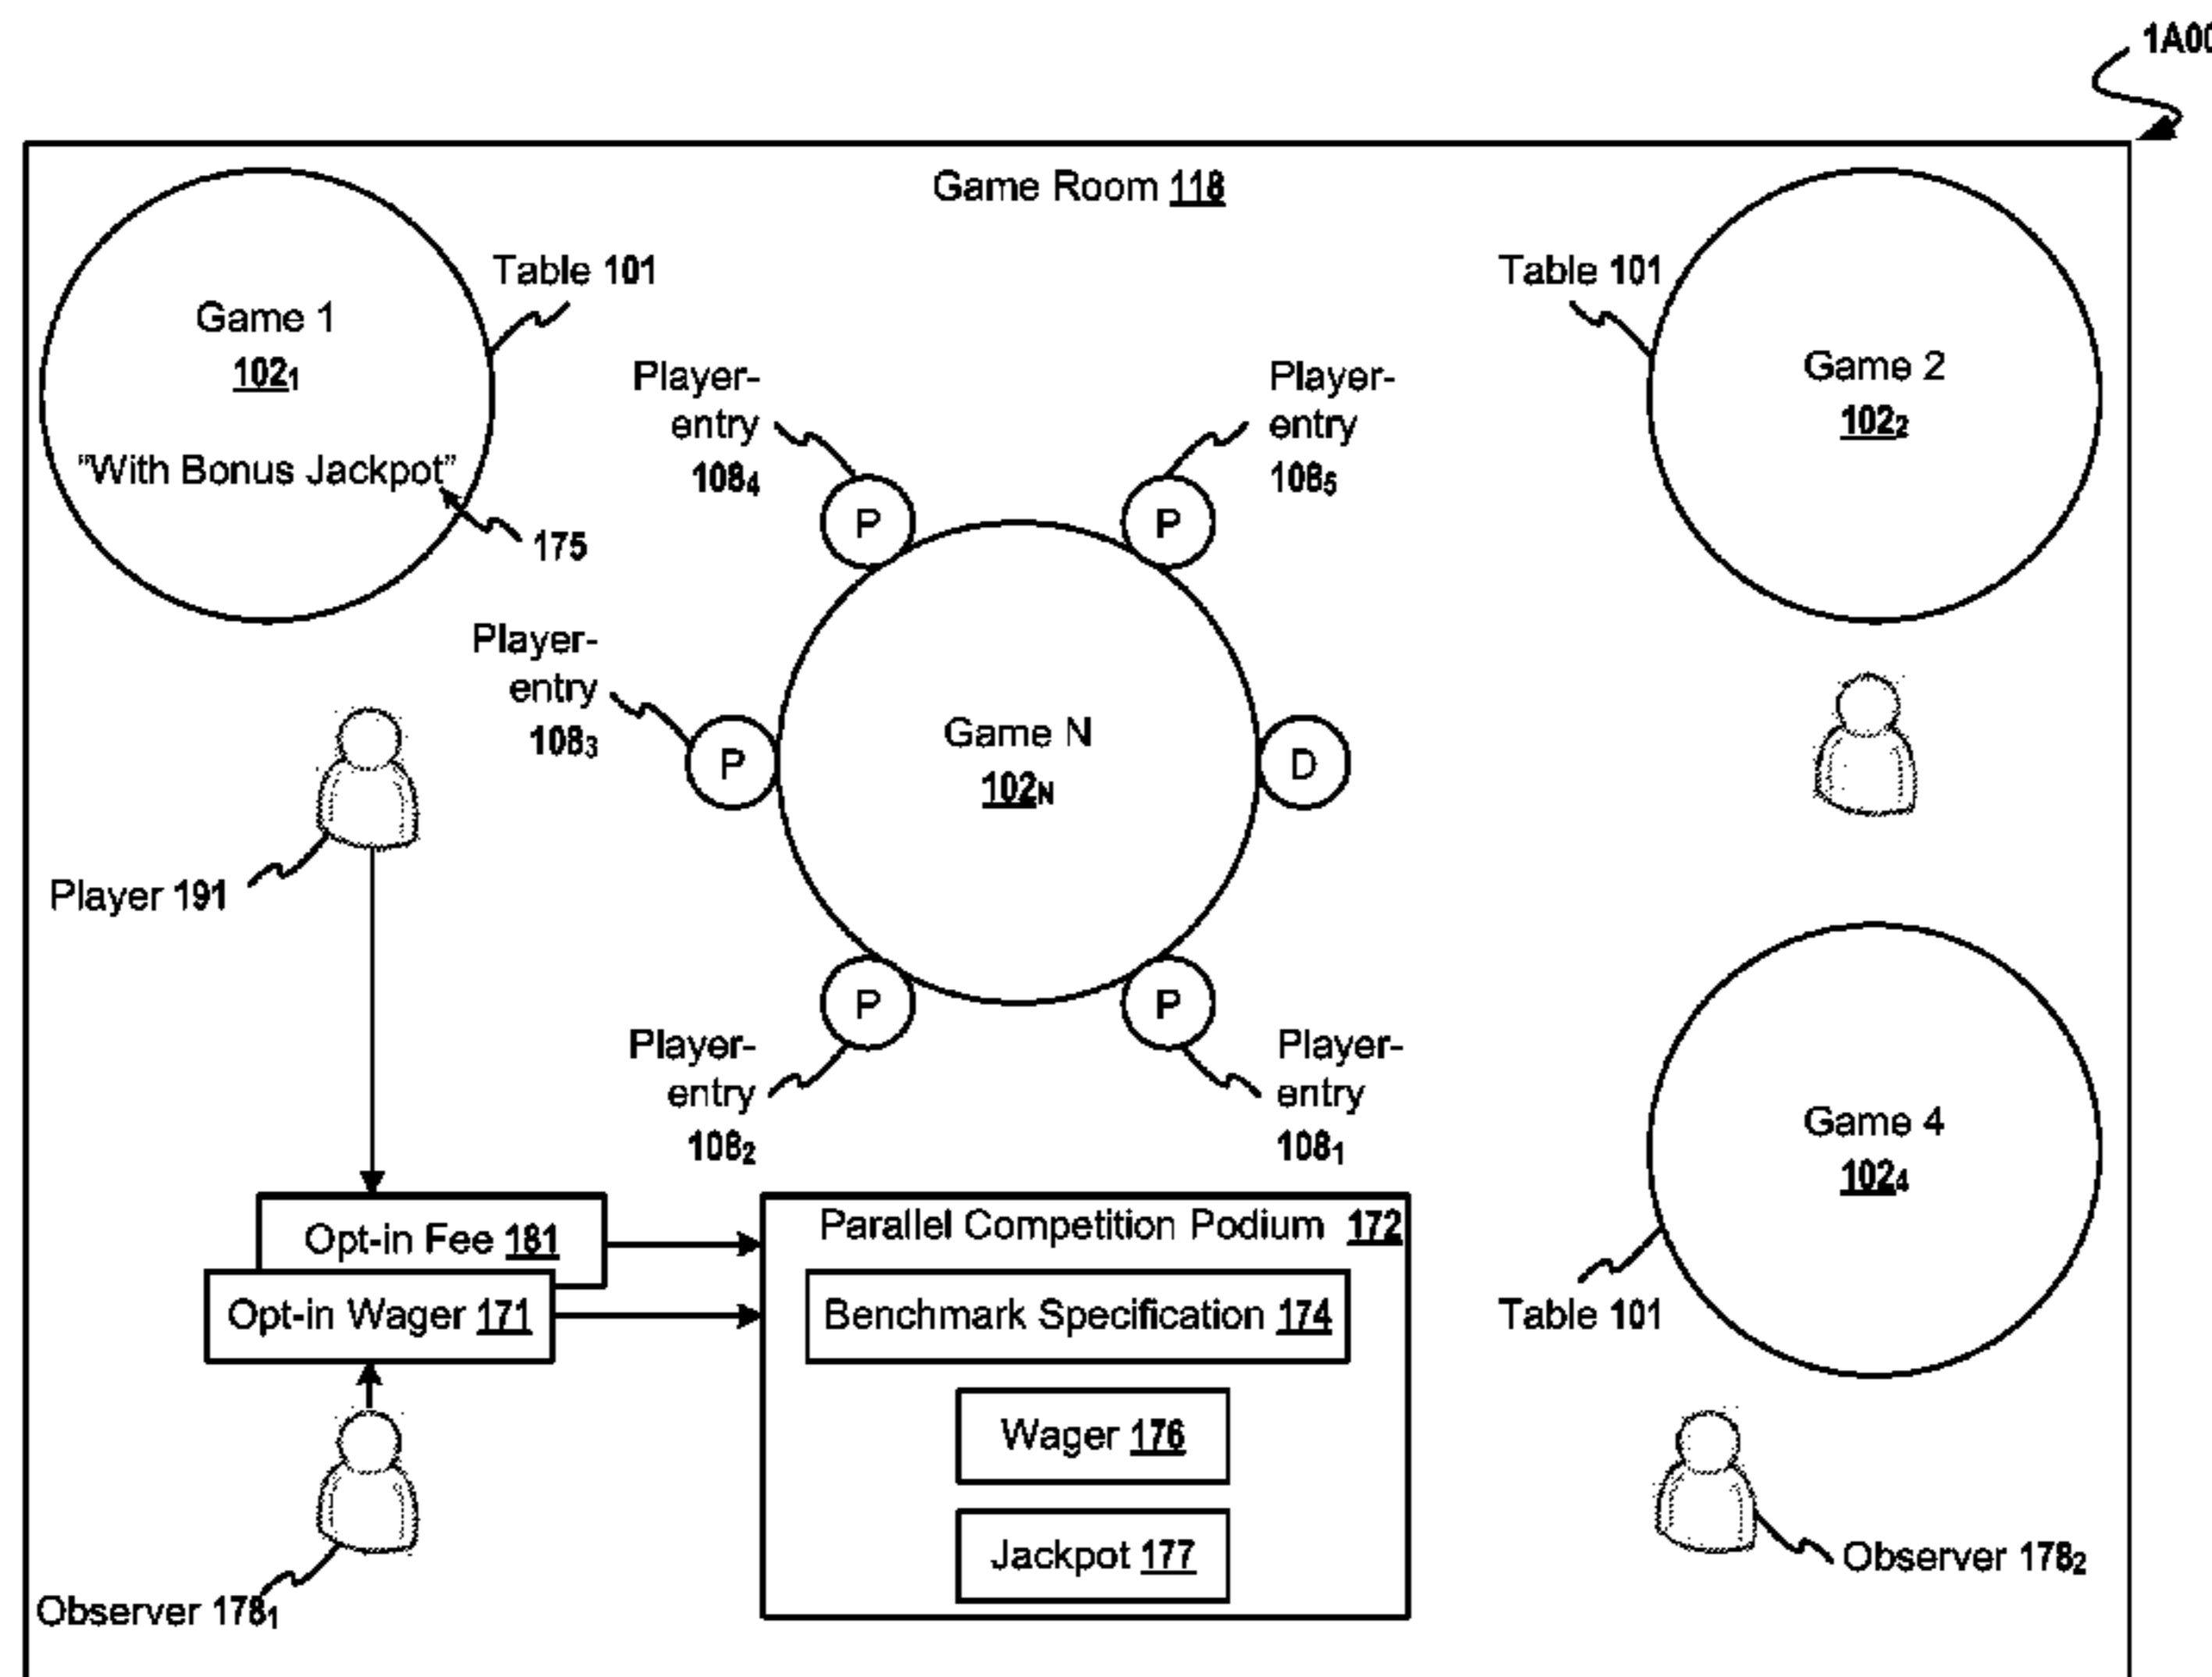 1A00
Game Room 118
Table 101
Game 1
102₁
"With Bonus Jackpot"
175
Table 101
Game 2
102₂
Player-
entry
108₄
Player-
entry
108₅
Player-
entry
108₃
P
P
P
Game N
102N
D
P
P
Player 191
Player-
entry
108₂
Player-
entry
108₁
Game 4
102₄
Table 101
Opt-in Fee 181
Opt-in Wager 171
Parallel Competition Podium 172
Benchmark Specification 174
Wager 176
Jackpot 177
Observer 178₁
Observer 178₂